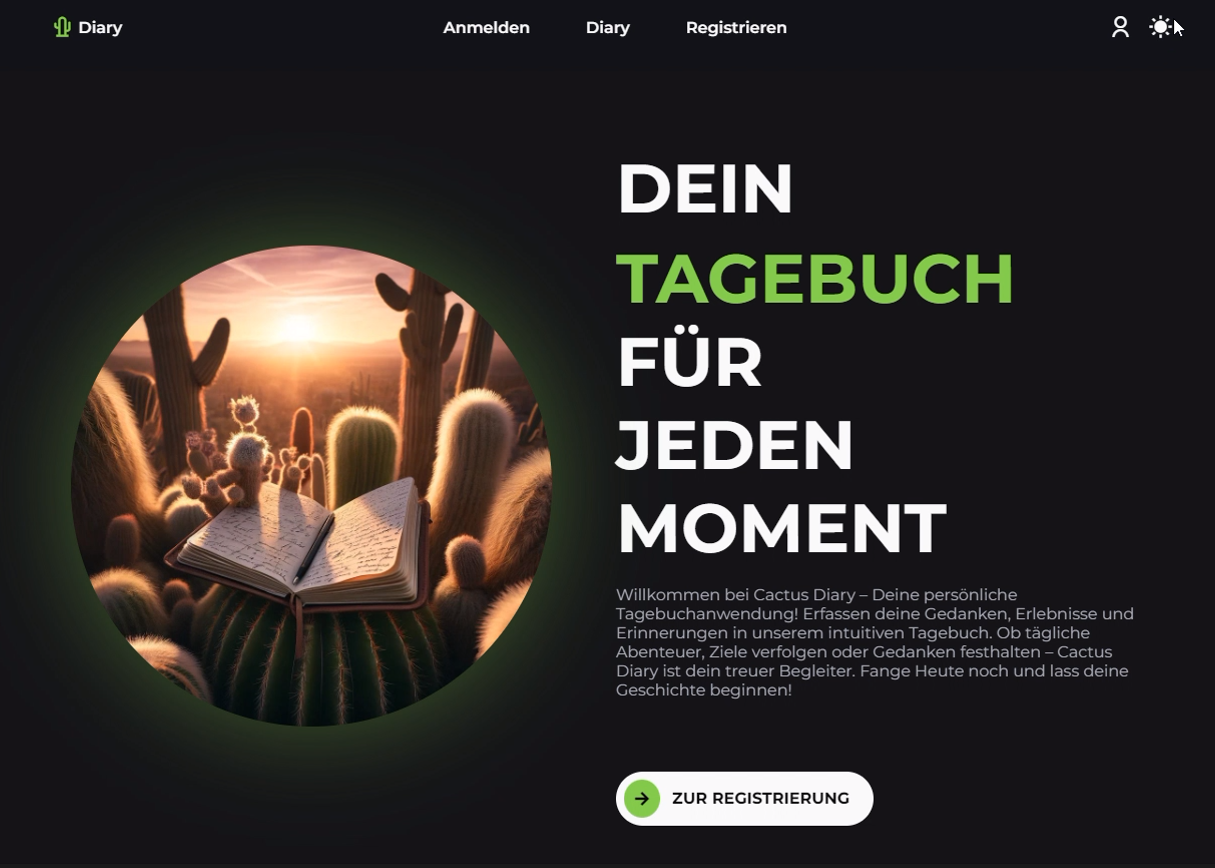 Diary
Anmelden
Diary
Registrieren
DEIN
TAGEBUCH
FÜR
JEDEN
MOMENT
Willkommen bei Cactus Diary – Deine persönliche
Tagebuchanwendung! Erfassen deine Gedanken, Erlebnisse und
Erinnerungen in unserem intuitiven Tagebuch. Ob tägliche
Abenteuer, Ziele verfolgen oder Gedanken festhalten – Cactus
Diary ist dein treuer Begleiter. Fange Heute noch und lass deine
Geschichte beginnen!
ZUR REGISTRIERUNG